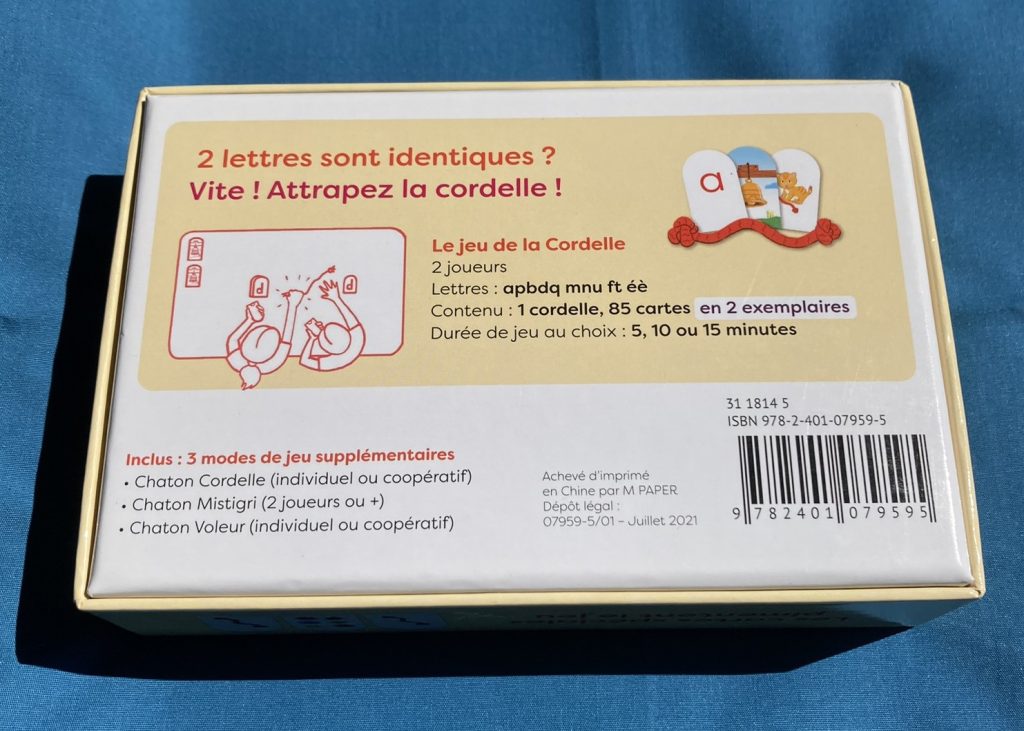 2 lettres sont identiques ?
Vite ! Attrapez la cordelle !
a
d
d
Le jeu de la Cordelle
2 joueurs
Lettres : apbdq mnu ft éè
Contenu : 1 cordelle, 85 cartes en 2 exemplaires
Durée de jeu au choix : 5, 10 ou 15 minutes
31 1814 5
ISBN 978-2-401-07959-5
9 782401 079595
Inclus : 3 modes de jeu supplémentaires
• Chaton Cordelle (individuel ou coopératif)
• Chaton Mistigri (2 joueurs ou +)
• Chaton Voleur (individuel ou coopératif)
Achevé d'imprimé
en Chine par M PAPER
Dépôt légal :
07959-5/01 – Juillet 2021